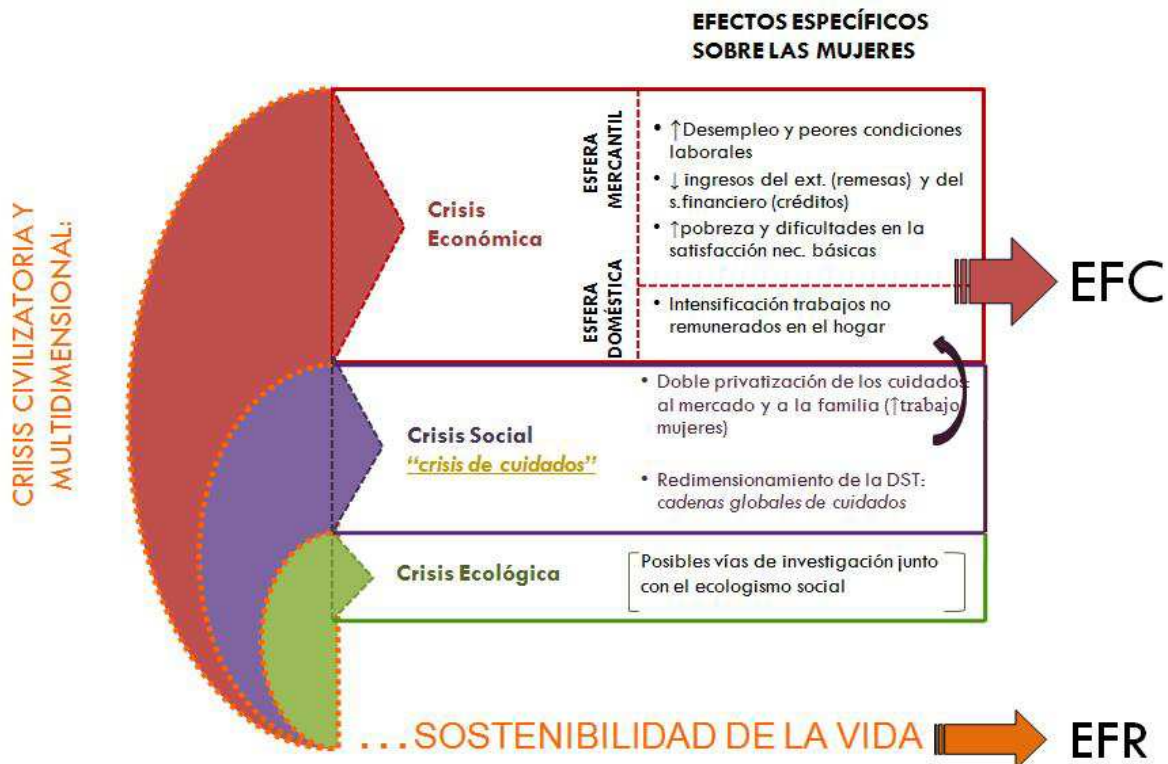 EFECTOS ESPECÍFICOS
SOBRE LAS MUJERES
CRIISIS CIVILIZATORIA Y
MULTIDIMENSIONAL:
Crisis
Económica
ESFERA
MERCANTIL
• ↑Desempleo y peores condiciones
laborales
• ↓ ingresos del ext. (remesas) y del
s.financiero (créditos)
• ↑pobreza y dificultades en la
satisfacción nec. básicas
ESFERA
DOMÉSTICA
• Intensificación trabajos no
remunerados en el hogar
EFC
Crisis Social
“crisis de cuidados”
• Doble privatización de los cuidados:
al mercado y a la familia (↑trabajo
mujeres)
• Redimensionamiento de la DST:
cadenas globales de cuidados
Crisis Ecológica
Posibles vías de investigación junto
con el ecologismo social
...SOSTENIBILIDAD DE LA VIDA
EFR